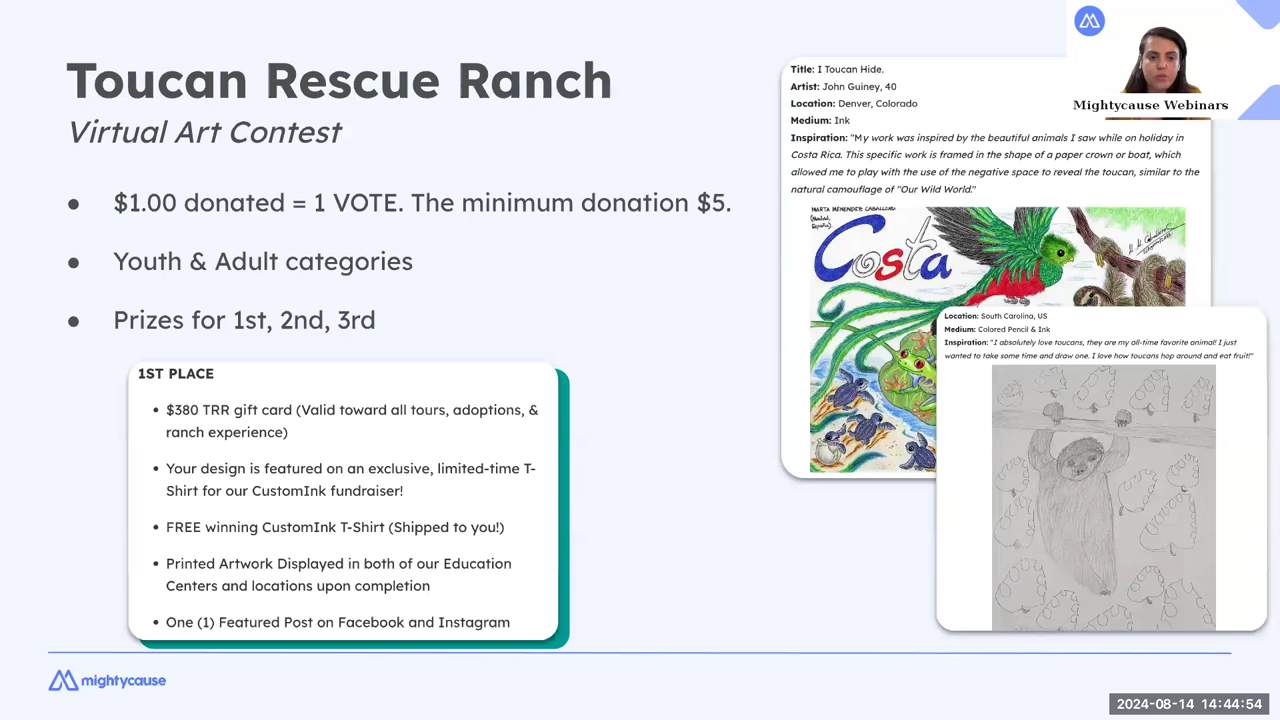 Toucan Rescue Ranch
Virtual Art Contest
● $1.00 donated = 1 VOTE. The minimum donation $5.
● Youth & Adult categories
● Prizes for 1st, 2nd, 3rd
1ST PLACE
• $380 TRR gift card (Valid toward all tours, adoptions, &
ranch experience)
• Your design is featured on an exclusive, limited-time T-
Shirt for our CustomInk fundraiser!
• FREE winning CustomInk T-Shirt (Shipped to you!)
• Printed Artwork Displayed in both of our Education
Centers and locations upon completion
• One (1) Featured Post on Facebook and Instagram
mightycause
Title: I Toucan Hide.
Artist: John Guiney, 40
Location: Denver, Colorado
Medium: Ink
Inspiration: "My work was inspired by the beautiful animals I saw while on holiday in
Costa Rica. This specific work is framed in the shape of a paper crown or boat, which
allowed me to play with the use of the negative space to reveal the toucan, similar to the
natural camouflage of "Our Wild World."
MARTA MENENDEZ CABALLERO
España)
Costa
Location: South Carolina, US
Medium: Colored Pencil & Ink
Inspiration: "I absolutely love toucans, they are my all-time favorite animal! I just
wanted to take some time and draw one. I love how toucans hop around and eat fruit!"
Mightycause Webinars
2024-08-14 14:44:54